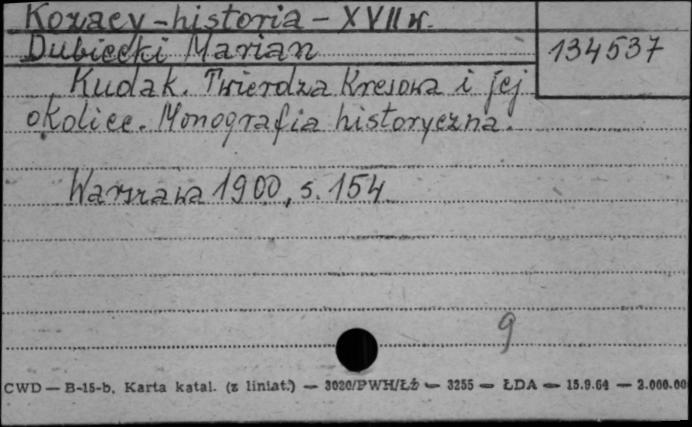 Kozacy - historia - XVII w.
Dubiecki Marian
134537
Kudak. Twierdza Kresowa i jej
okolice. Monografia historyczna.
Warszawa 1900, s. 154.
9
CWD — B-15-b. Karta katal. (z liniat.) — 3020/PWH/ŁŻ — 3255 — ŁDA — 15.9.64 — 2.000.00